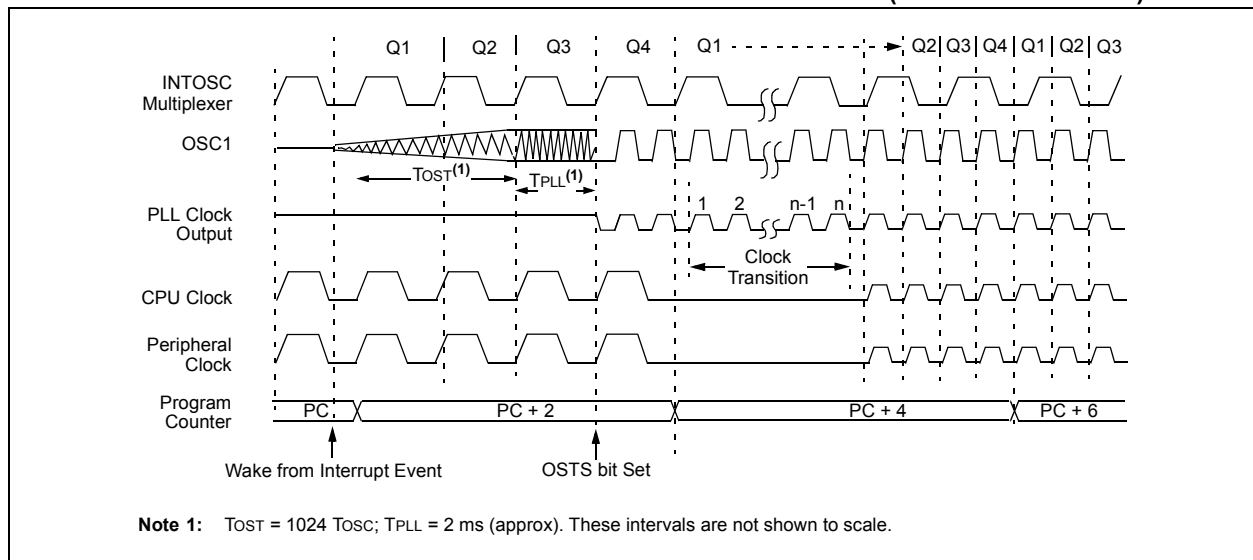 Q1 Q2 Q3 Q4 Q1 Q2 Q3 Q4 Q1 Q2 Q3
INTOSC
Multiplexer
OSC1
TOST(1)
TPLL(1)
1 2 n-1 n
PLL Clock
Output
Clock
Transition
CPU Clock
Peripheral
Clock
Program
Counter
PC PC + 2 PC + 4 PC + 6
Wake from Interrupt Event OSTS bit Set
Note 1: TOST = 1024 TOSC; TPLL = 2 ms (approx). These intervals are not shown to scale.